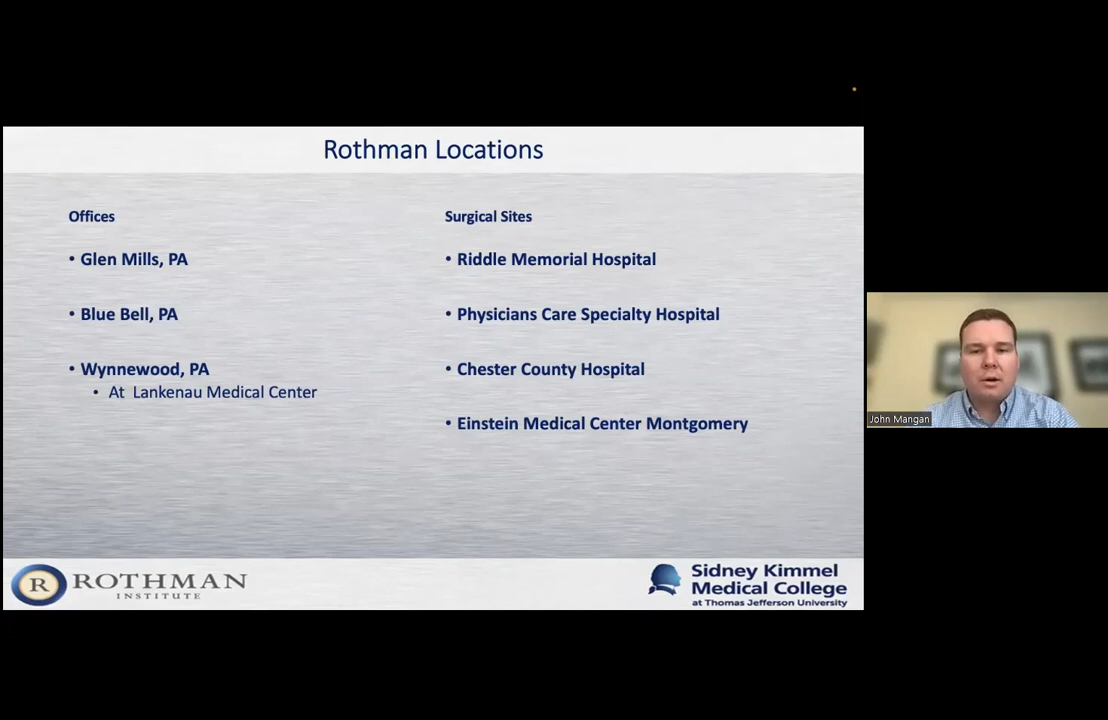 Rothman Locations
Offices
• Glen Mills, PA
• Blue Bell, PA
• Wynnewood, PA
• At Lankenau Medical Center
Surgical Sites
• Riddle Memorial Hospital
• Physicians Care Specialty Hospital
• Chester County Hospital
• Einstein Medical Center Montgomery
John Mangan
R ROTHMAN
INSTITUTE
Sidney Kimmel
Medical College
at Thomas Jefferson University